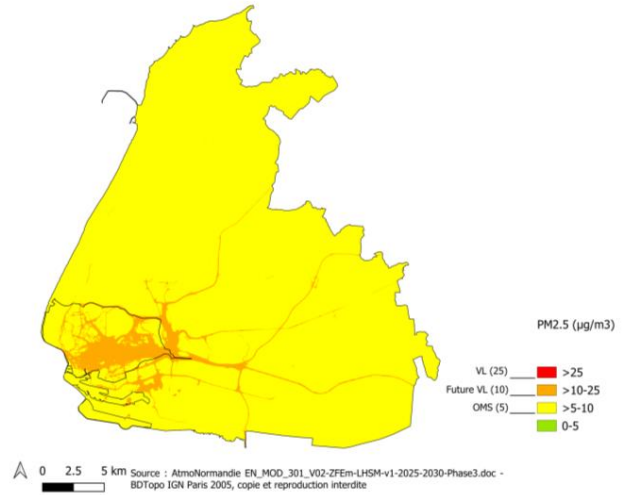 PM2.5 (µg/m3)
VL (25) >25
Future VL (10) >10-25
OMS (5) >5-10
0-5
0 2.5 5 km Source : AtmoNormandie EN_MOD_301_V02-ZFEm-LHSM-v1-2025-2030-Phase3.doc -
BDTopo IGN Paris 2005, copie et reproduction interdite